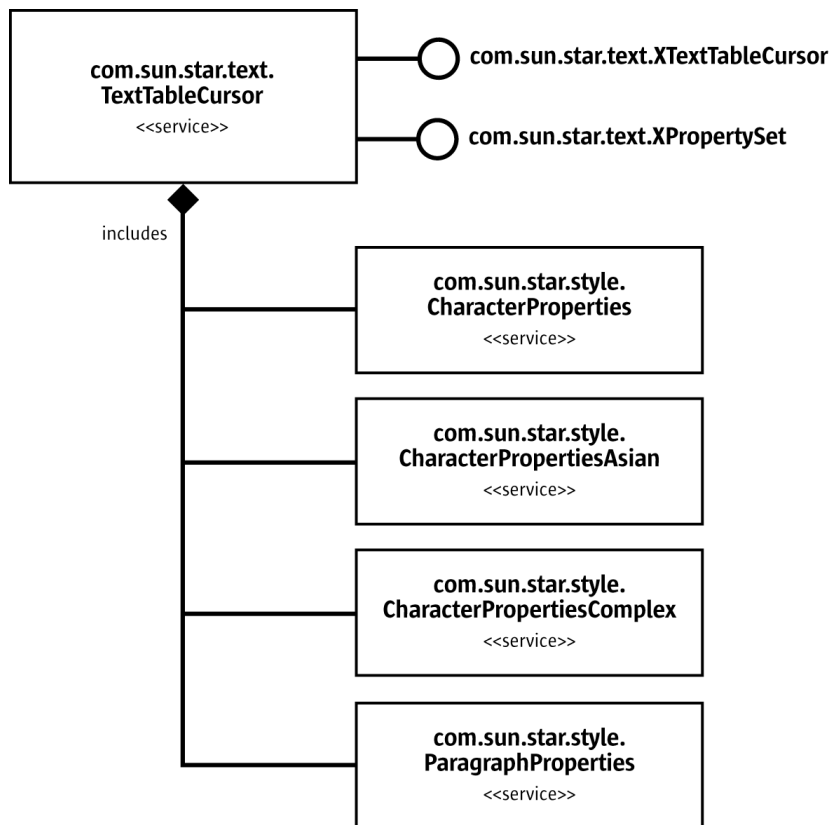 com.sun.star.text.
TextTableCursor
<<service>>
com.sun.star.text.XTextTableCursor
com.sun.star.text.XPropertySet
includes
com.sun.star.style.
CharacterProperties
<<service>>
com.sun.star.style.
CharacterPropertiesAsian
<<service>>
com.sun.star.style.
CharacterPropertiesComplex
<<service>>
com.sun.star.style.
ParagraphProperties
<<service>>